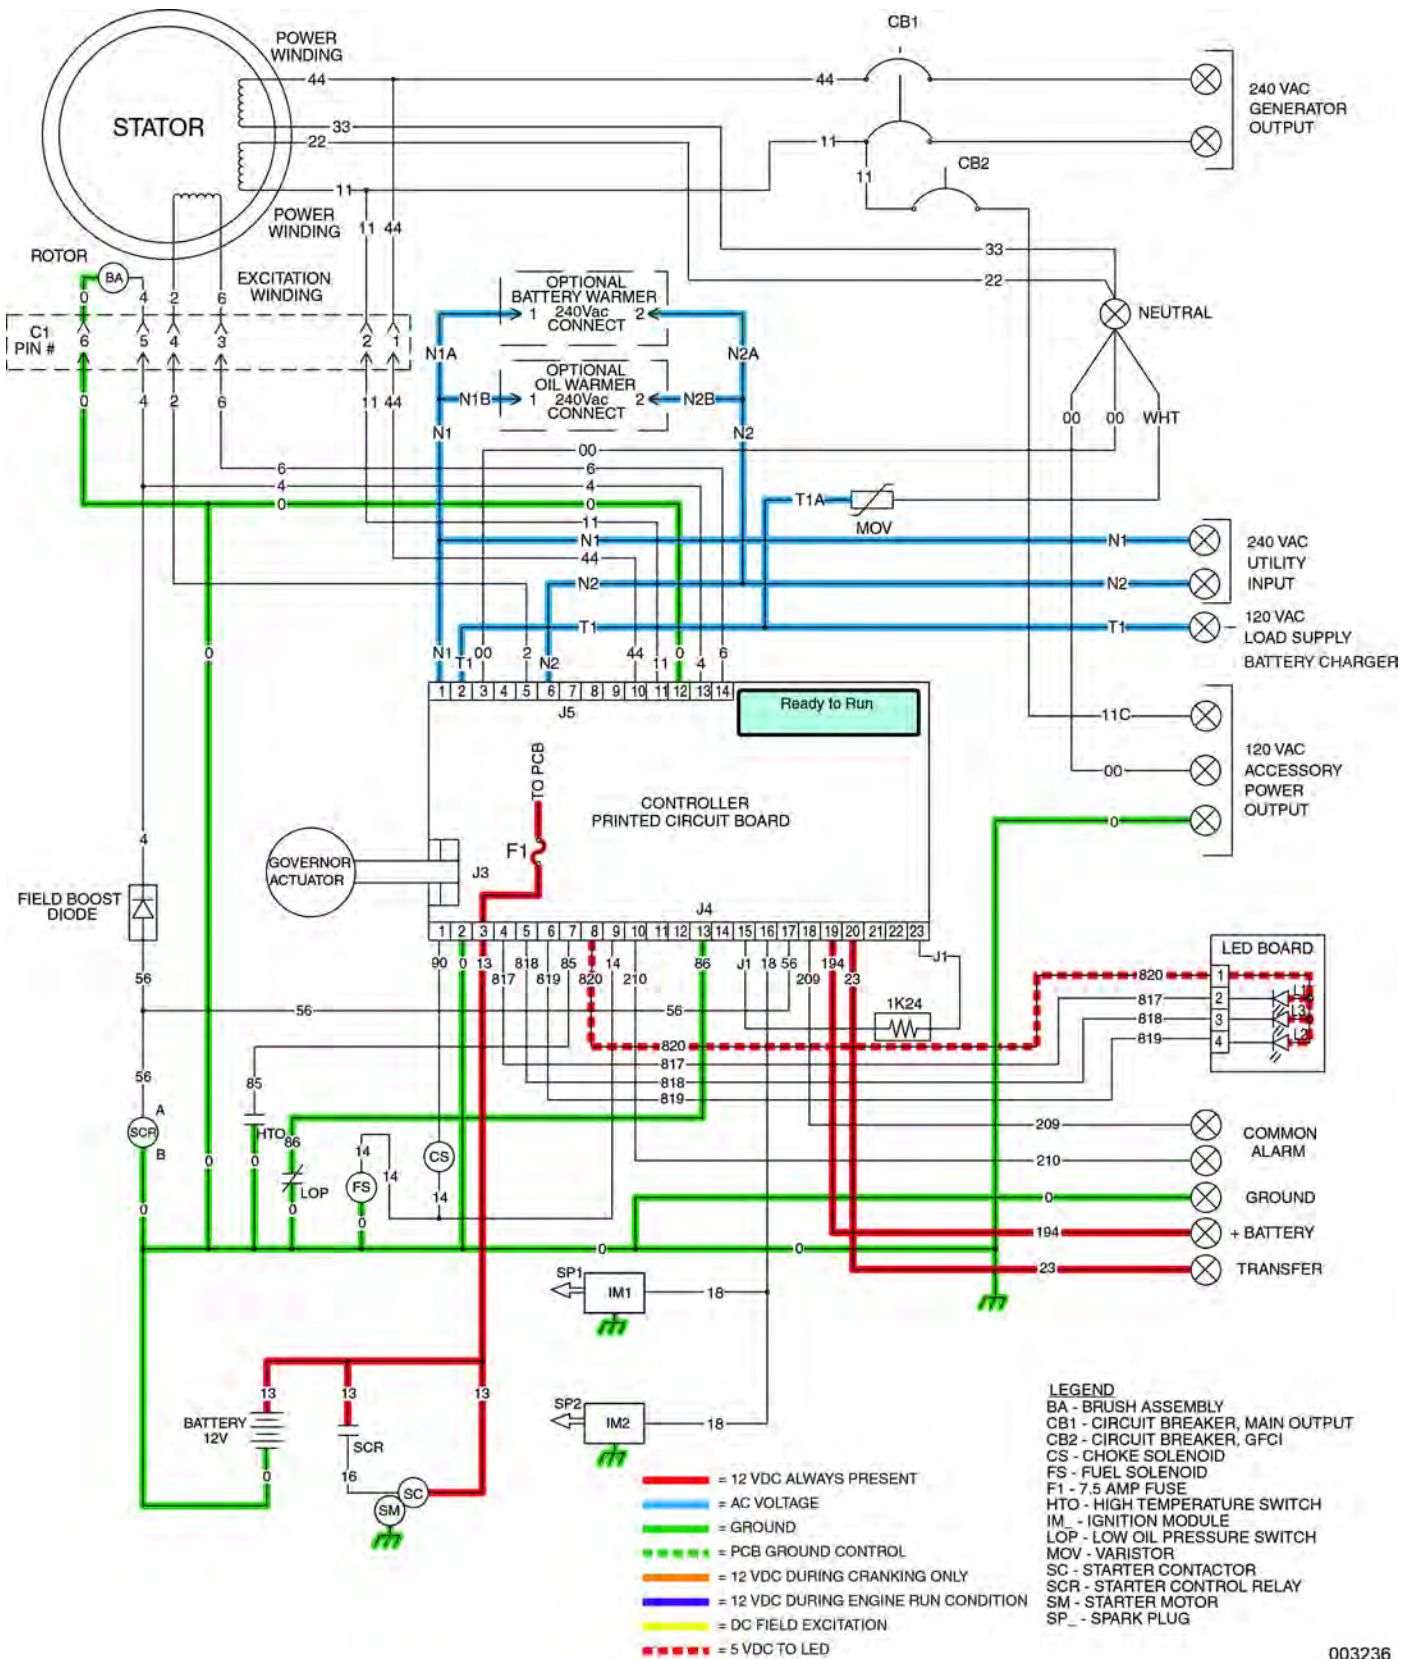 CB1
POWER
WINDING
44
44
240 VAC
GENERATOR
OUTPUT
STATOR
33
22
11
CB2
11
11
POWER
WINDING
11 44
33
22
ROTOR
BA
EXCITATION
WINDING
0 4 2 6
OPTIONAL
BATTERY WARMER
1 240Vac 2
CONNECT
NEUTRAL
C1
PIN #
6 5 4 3 2 1
N1A
N2A
OPTIONAL
OIL WARMER
1 240Vac 2
CONNECT
N1B
N2B
0 4 2 6 11 44
N1
N2
00 00 WHT
00
6 6
4 4
0 0
T1A
MOV
11
N1 N1
44
240 VAC
UTILITY
INPUT
N2 N2
T1 T1
120 VAC
LOAD SUPPLY
BATTERY CHARGER
0
N1 T1 00 2 N2 44 11 0 4 6
1 2 3 4 5 6 7 8 9 10 11 12 13 14
J5
Ready to Run
11C
120 VAC
ACCESSORY
POWER
OUTPUT
00
0
TO PCB
CONTROLLER
PRINTED CIRCUIT BOARD
4
F1
GOVERNOR
ACTUATOR
J3
FIELD BOOST
DIODE
J4
1 2 3 4 5 6 7 8 9 10 11 12 13 14 15 16 17 18 19 20 21 22 23
90 0 13 817 818 819 85 820 14 210 86 J1 18 56 209 194 23 J1
LED BOARD
820 1
817 2 L1
818 3 L3
819 4 L2
56
56 56
1K24
820
817
818
819
56
85
A
SCR
B
HTO
86
LOP
14
FS
14
CS
14
0 0 0 0 0
209
210
COMMON
ALARM
0 GROUND
194 + BATTERY
23 TRANSFER
0 0
SP1
IM1
18
13 13 13
BATTERY
12V
SCR
SP2
IM2
18
0
16
SC
SM
= 12 VDC ALWAYS PRESENT
= AC VOLTAGE
= GROUND
= PCB GROUND CONTROL
= 12 VDC DURING CRANKING ONLY
= 12 VDC DURING ENGINE RUN CONDITION
= DC FIELD EXCITATION
= 5 VDC TO LED
LEGEND
BA - BRUSH ASSEMBLY
CB1 - CIRCUIT BREAKER, MAIN OUTPUT
CB2 - CIRCUIT BREAKER, GFCI
CS - CHOKE SOLENOID
FS - FUEL SOLENOID
F1 - 7.5 AMP FUSE
HTO - HIGH TEMPERATURE SWITCH
IM_ - IGNITION MODULE
LOP - LOW OIL PRESSURE SWITCH
MOV - VARISTOR
SC - STARTER CONTACTOR
SCR - STARTER CONTROL RELAY
SM - STARTER MOTOR
SP_ - SPARK PLUG
003236